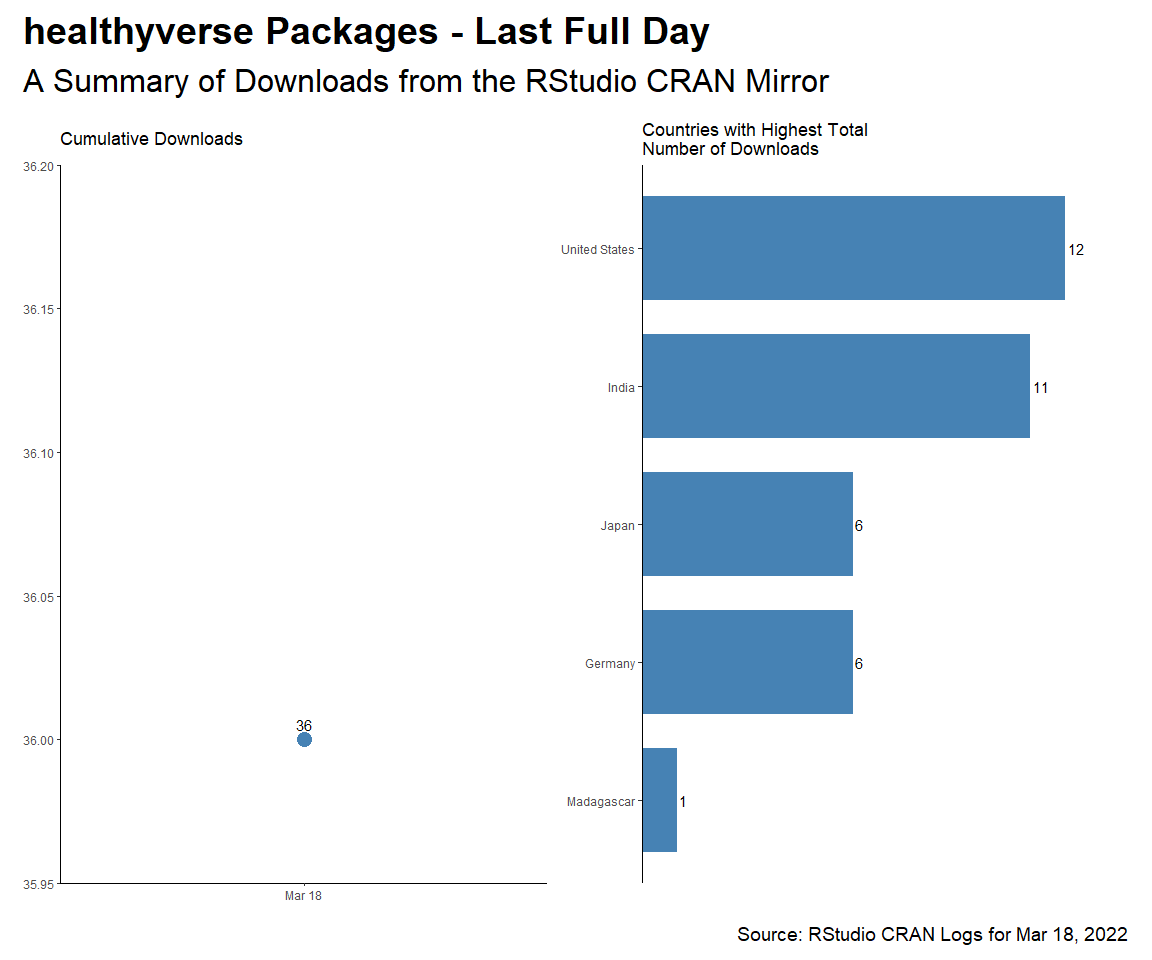 healthyverse Packages - Last Full Day
A Summary of Downloads from the RStudio CRAN Mirror
Cumulative Downloads
36.20
36.15
36.10
36.05
36.00
35.95
36
Mar 18
Countries with Highest Total
Number of Downloads
United States
12
India
11
Japan
6
Germany
6
Madagascar
1
Source: RStudio CRAN Logs for Mar 18, 2022